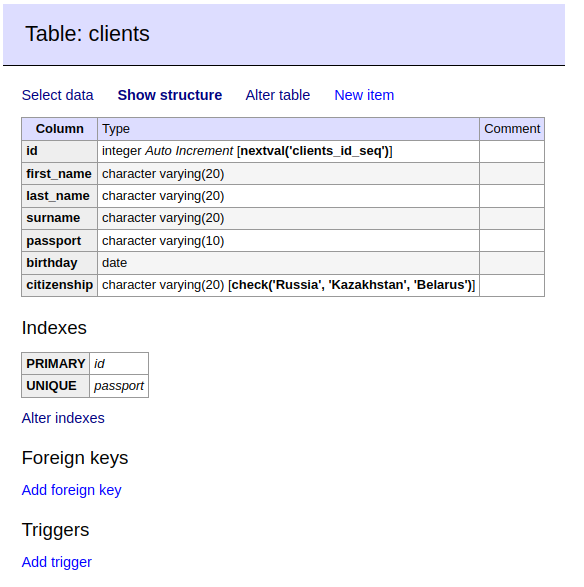 Table: clients
Select data Show structure Alter table New item
Column Type Comment
id integer Auto Increment [nextval('clients_id_seq')]
first_name character varying(20)
last_name character varying(20)
surname character varying(20)
passport character varying(10)
birthday date
citizenship character varying(20) [check('Russia', 'Kazakhstan', 'Belarus')]
Indexes
PRIMARY id
UNIQUE passport
Alter indexes
Foreign keys
Add foreign key
Triggers
Add trigger